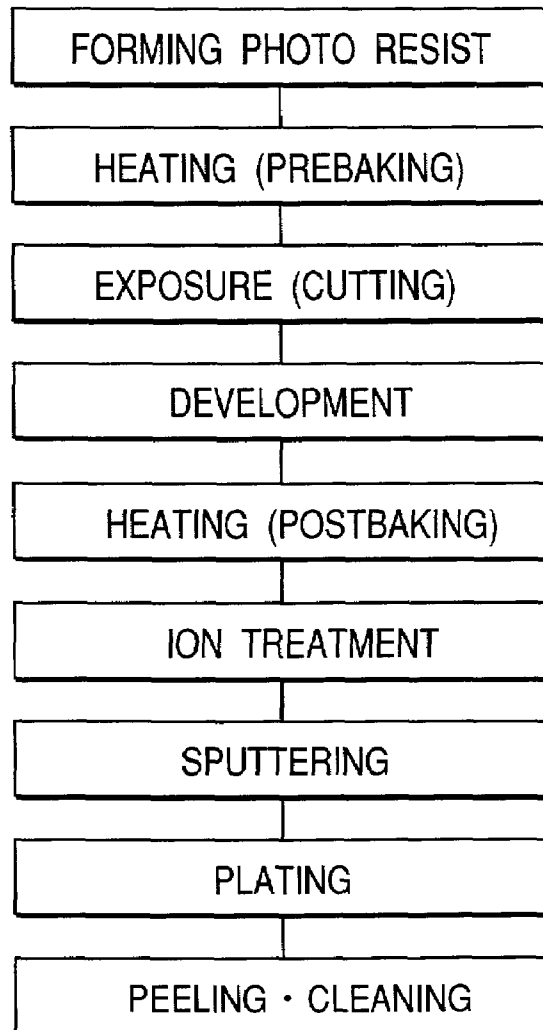 FORMING PHOTO RESIST
HEATING (PREBAKING)
EXPOSURE (CUTTING)
DEVELOPMENT
HEATING (POSTBAKING)
ION TREATMENT
SPUTTERING
PLATING
PEELING・CLEANING